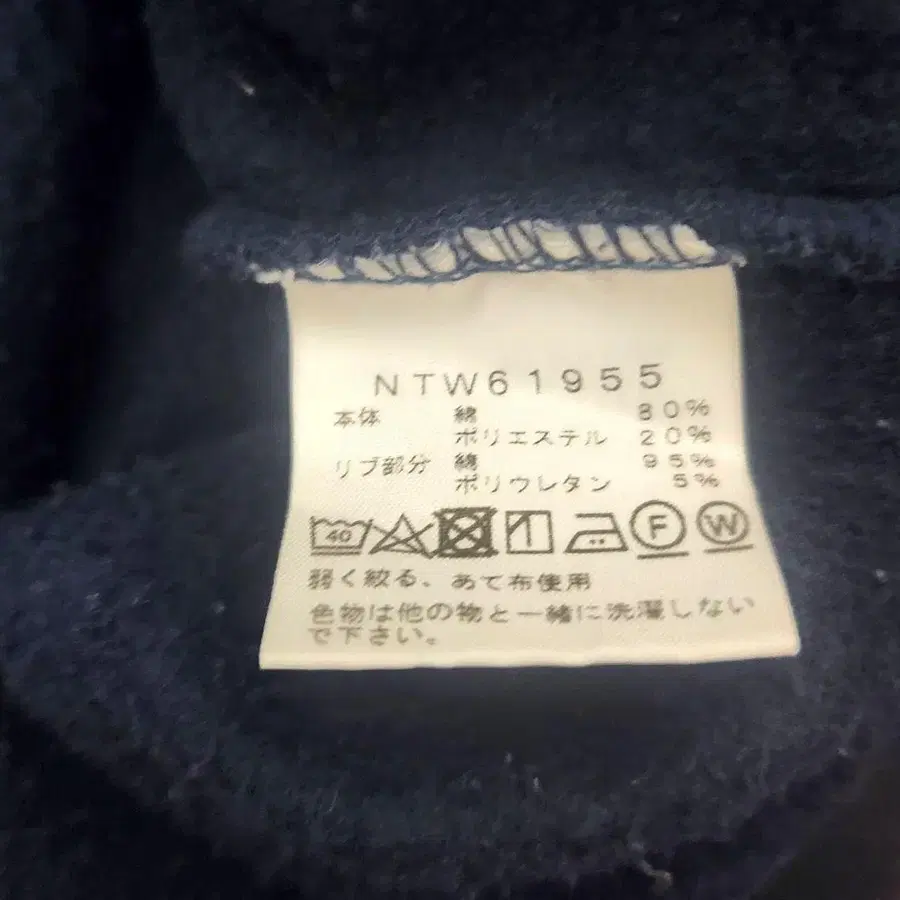 NTW61955
本体 綿 80%
ポリエステル 20%
リブ部分 綿 95%
ポリウレタン 5%
40 F W
弱く絞る、あて布使用
色物は他の物と一緒に洗濯しない
で下さい。